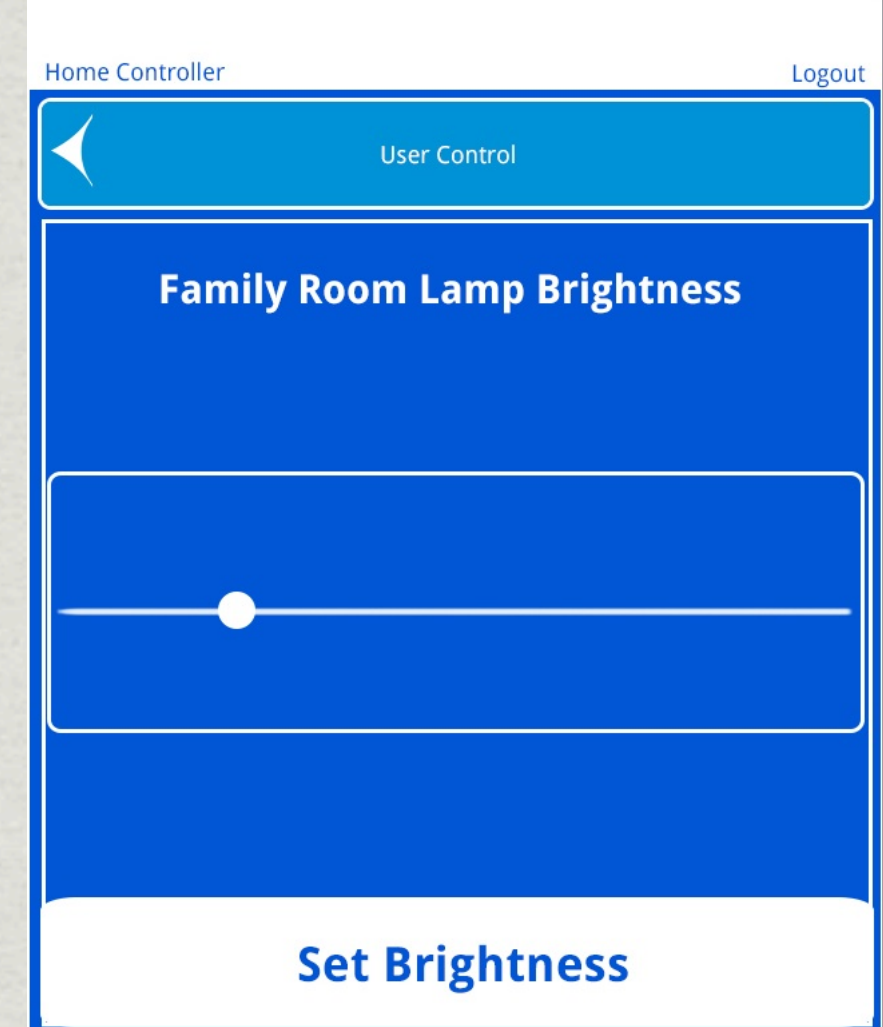 Home Controller
Logout
User Control
Family Room Lamp Brightness
Set Brightness